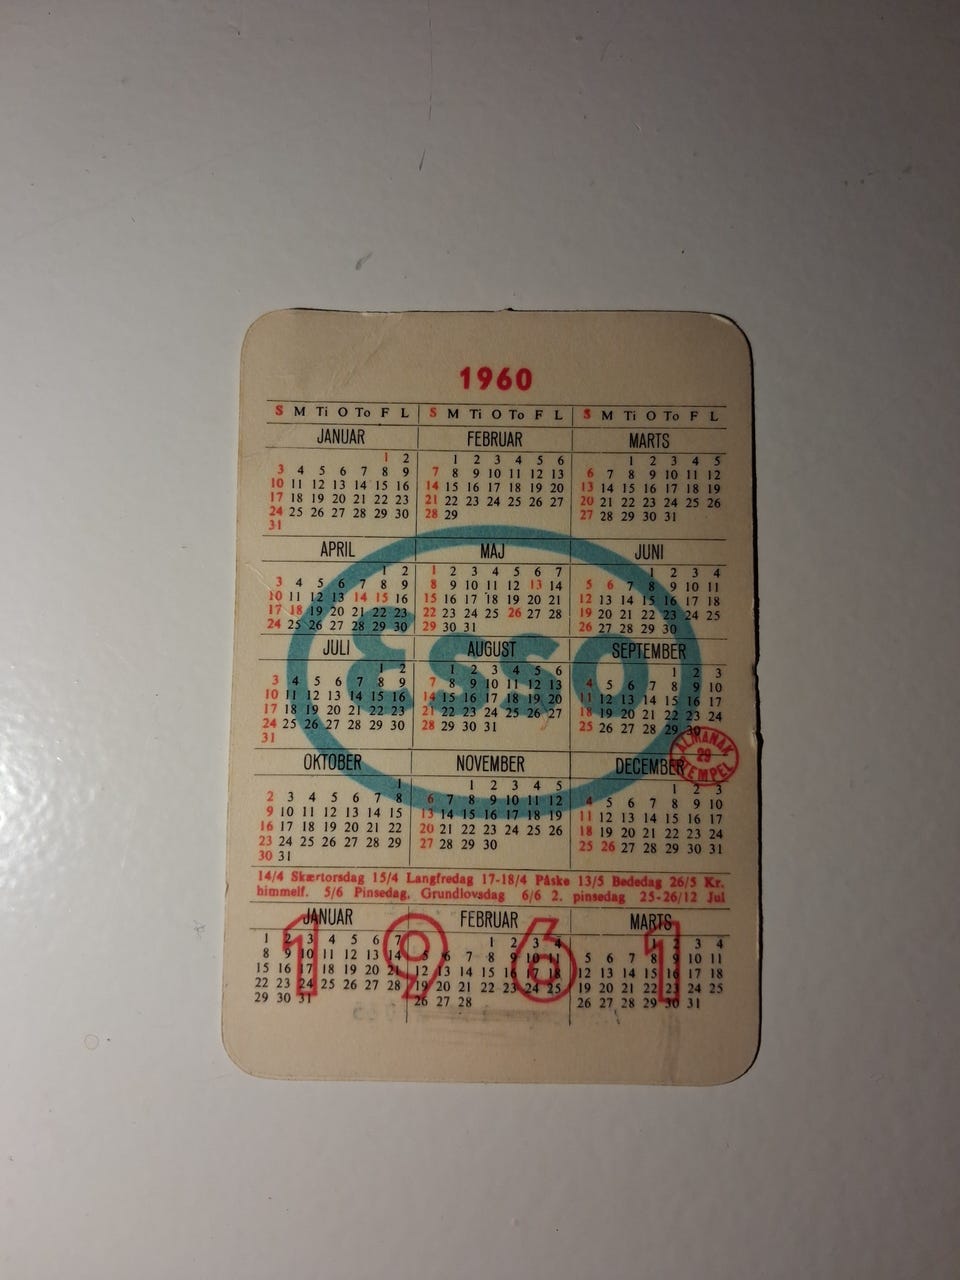 1960
S M Ti O To F L S M Ti O To F L S M Ti O To F L
JANUAR
1 2
3 4 5 6 7 8 9
10 11 12 13 14 15 16
17 18 19 20 21 22 23
24 25 26 27 28 29 30
31
FEBRUAR
1 2 3 4 5 6
7 8 9 10 11 12 13
14 15 16 17 18 19 20
21 22 23 24 25 26 27
28 29
MARTS
1 2 3 4 5
6 7 8 9 10 11 12
13 14 15 16 17 18 19
20 21 22 23 24 25 26
27 28 29 30 31
APRIL
1 2
3 4 5 6 7 8 9
10 11 12 13 14 15 16
17 18 19 20 21 22 23
24 25 26 27 28 29 30
MAJ
1 2 3 4 5 6 7
8 9 10 11 12 13 14
15 16 17 18 19 20 21
22 23 24 25 26 27 28
29 30 31
JUNI
1 2 3 4
5 6 7 8 9 10 11
12 13 14 15 16 17 18
19 20 21 22 23 24 25
26 27 28 29 30
Esso
JULI
1 2
3 4 5 6 7 8 9
10 11 12 13 14 15 16
17 18 19 20 21 22 23
24 25 26 27 28 29 30
31
AUGUST
1 2 3 4 5 6
7 8 9 10 11 12 13
14 15 16 17 18 19 20
21 22 23 24 25 26 27
28 29 30 31
SEPTEMBER
1 2 3
4 5 6 7 8 9 10
11 12 13 14 15 16 17
18 19 20 21 22 23 24
25 26 27 28 29 30
ALMANAK
29
STEMPEL
OKTOBER
1
2 3 4 5 6 7 8
9 10 11 12 13 14 15
16 17 18 19 20 21 22
23 24 25 26 27 28 29
30 31
NOVEMBER
1 2 3 4 5
6 7 8 9 10 11 12
13 14 15 16 17 18 19
20 21 22 23 24 25 26
27 28 29 30
DECEMBER
1 2 3
4 5 6 7 8 9 10
11 12 13 14 15 16 17
18 19 20 21 22 23 24
25 26 27 28 29 30 31
14/4 Skærtorsdag 15/4 Langfredag 17-18/4 Påske 13/5 Bededag 26/5 Kr.
himmelf. 5/6 Pinsedag, Grundlovsdag 6/6 2. pinsedag 25-26/12 Jul
1961
JANUAR
1 2 3 4 5 6 7
8 9 10 11 12 13 14
15 16 17 18 19 20 21
22 23 24 25 26 27 28
29 30 31
FEBRUAR
1 2 3 4
5 6 7 8 9 10 11
12 13 14 15 16 17 18
19 20 21 22 23 24 25
26 27 28
MARTS
1 2 3 4
5 6 7 8 9 10 11
12 13 14 15 16 17 18
19 20 21 22 23 24 25
26 27 28 29 30 31